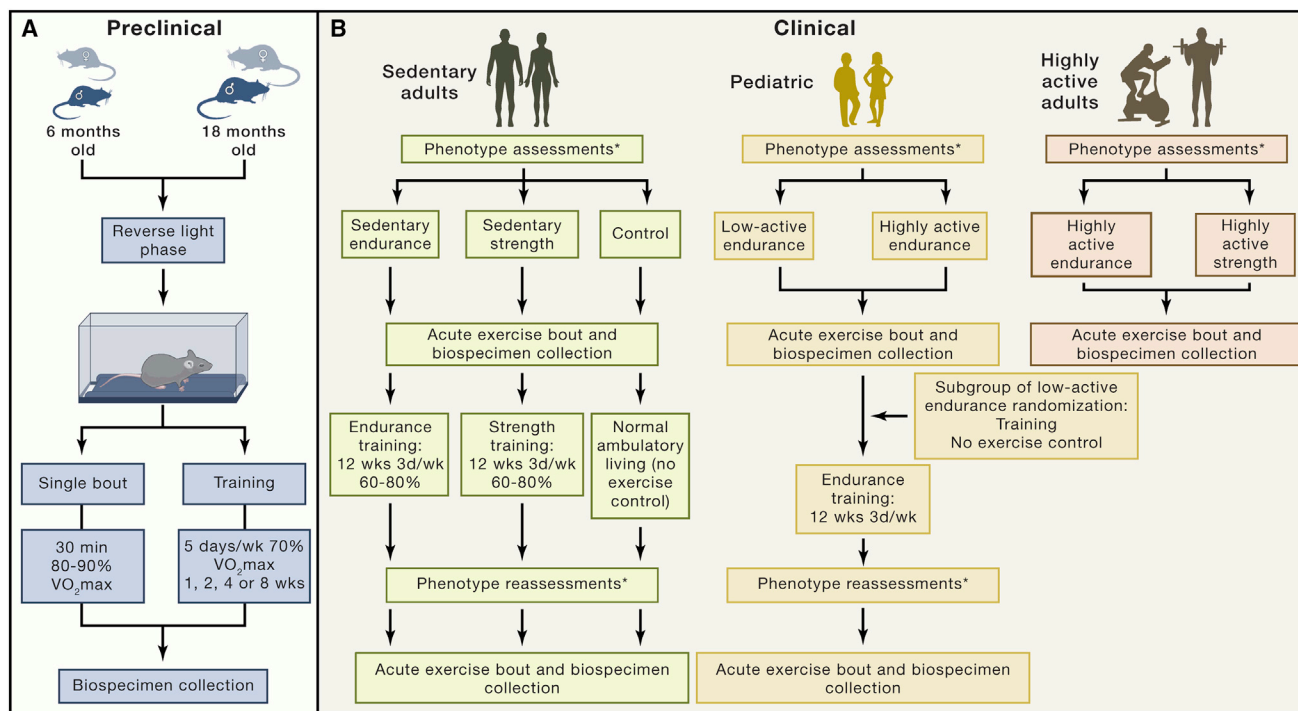 A
Preclinical
♀
♀
♂
♂
6 months
old
18 months
old
Reverse light
phase
Single bout
Training
30 min
80-90%
VO₂max
5 days/wk 70%
VO₂max
1, 2, 4 or 8 wks
Biospecimen collection
B
Clinical
Sedentary
adults
Phenotype assessments*
Sedentary
endurance
Sedentary
strength
Control
Acute exercise bout and
biospecimen collection
Endurance
training:
12 wks 3d/wk
60-80%
Strength
training:
12 wks 3d/wk
60-80%
Normal
ambulatory
living (no
exercise
control)
Phenotype reassessments*
Acute exercise bout and biospecimen
collection
Pediatric
Phenotype assessments*
Low-active
endurance
Highly active
endurance
Acute exercise bout and
biospecimen collection
Subgroup of low-active
endurance randomization:
Training
No exercise control
Endurance
training:
12 wks 3d/wk
Phenotype reassessments*
Acute exercise bout and biospecimen
collection
Highly
active
adults
Phenotype assessments*
Highly
active
endurance
Highly
active
strength
Acute exercise bout and
biospecimen collection